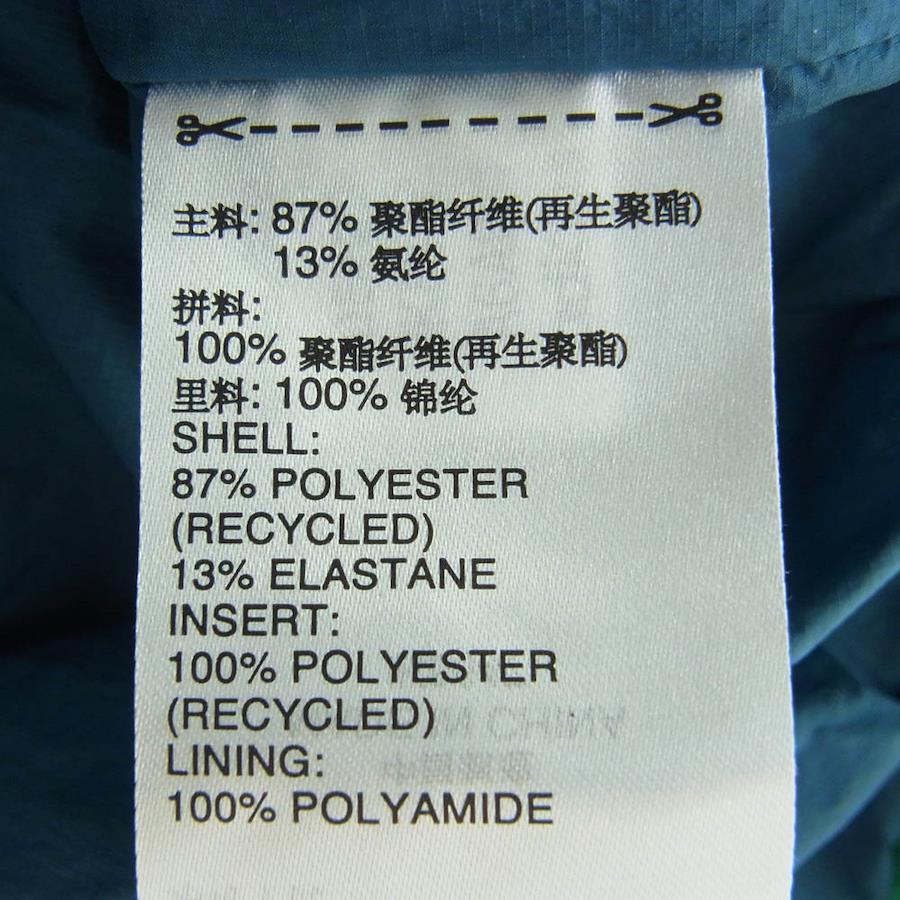 主料: 87% 聚酯纤维(再生聚酯)
13% 氨纶
拼料:
100% 聚酯纤维(再生聚酯)
里料: 100% 锦纶
SHELL:
87% POLYESTER
(RECYCLED)
13% ELASTANE
INSERT:
100% POLYESTER
(RECYCLED)
LINING:
100% POLYAMIDE